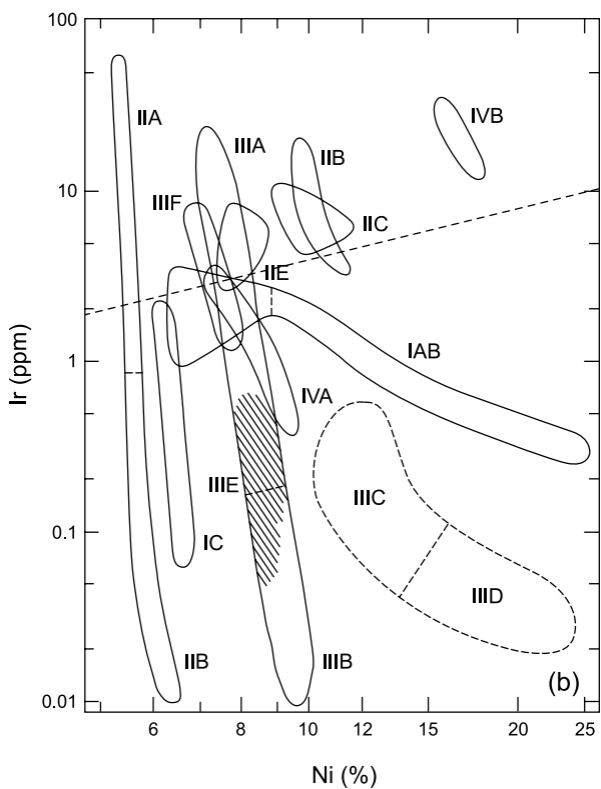 100
IIA
IIIA
IIB
IVB
10
IIIF
IIC
IIE
Ir (ppm)
1
IAB
IVA
IIIE
IIIC
0.1
IC
IIID
IIB
IIIB
(b)
0.01
6
8
10
12
15
20
25
Ni (%)